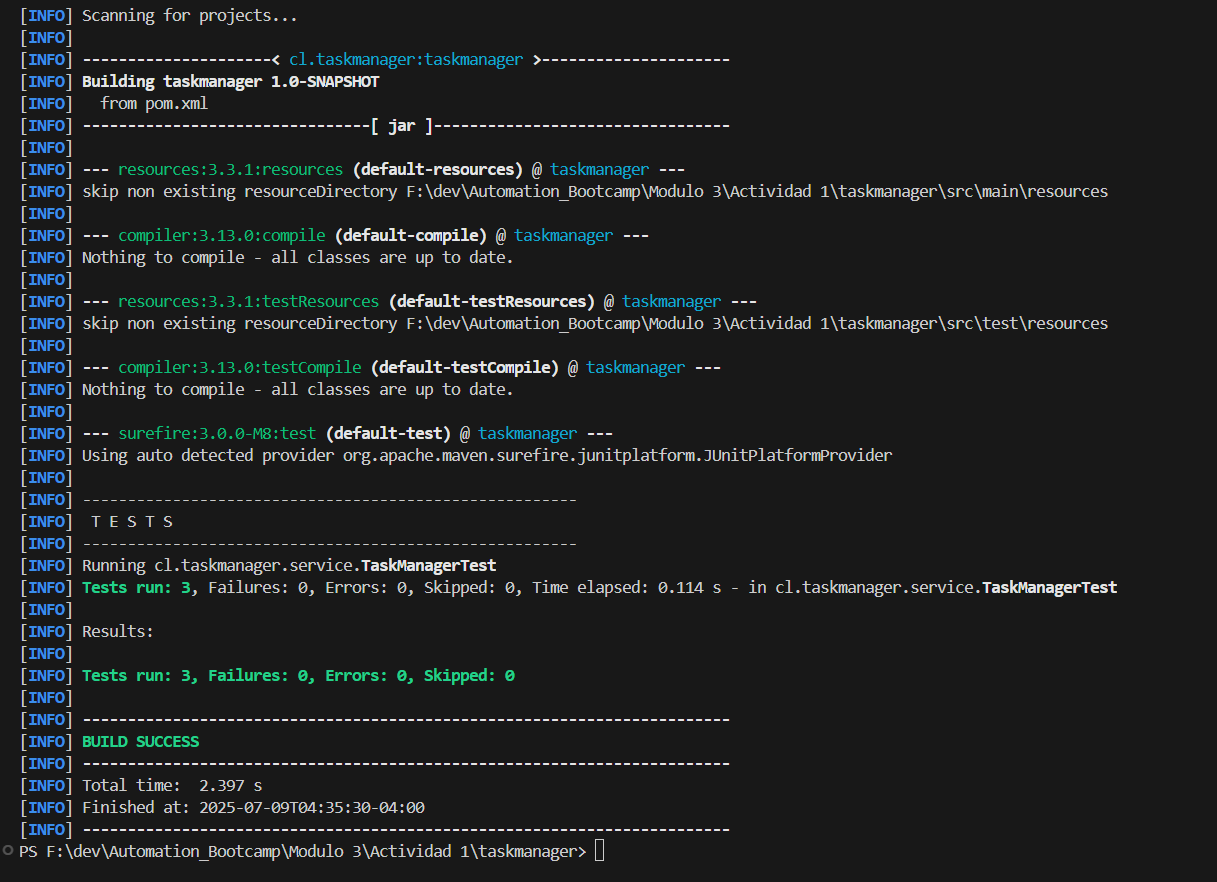 [INFO] Scanning for projects...
[INFO]
[INFO] ---------------------< cl.taskmanager:taskmanager >---------------------
[INFO] Building taskmanager 1.0-SNAPSHOT
[INFO]   from pom.xml
[INFO] --------------------------------[ jar ]---------------------------------
[INFO]
[INFO] --- resources:3.3.1:resources (default-resources) @ taskmanager ---
[INFO] skip non existing resourceDirectory F:\dev\Automation_Bootcamp\Modulo 3\Actividad 1\taskmanager\src\main\resources
[INFO]
[INFO] --- compiler:3.13.0:compile (default-compile) @ taskmanager ---
[INFO] Nothing to compile - all classes are up to date.
[INFO]
[INFO] --- resources:3.3.1:testResources (default-testResources) @ taskmanager ---
[INFO] skip non existing resourceDirectory F:\dev\Automation_Bootcamp\Modulo 3\Actividad 1\taskmanager\src\test\resources
[INFO]
[INFO] --- compiler:3.13.0:testCompile (default-testCompile) @ taskmanager ---
[INFO] Nothing to compile - all classes are up to date.
[INFO]
[INFO] --- surefire:3.0.0-M8:test (default-test) @ taskmanager ---
[INFO] Using auto detected provider org.apache.maven.surefire.junitplatform.JUnitPlatformProvider
[INFO]
[INFO] -------------------------------------------------------
[INFO]  T E S T S
[INFO] -------------------------------------------------------
[INFO] Running cl.taskmanager.service.TaskManagerTest
[INFO] Tests run: 3, Failures: 0, Errors: 0, Skipped: 0, Time elapsed: 0.114 s - in cl.taskmanager.service.TaskManagerTest
[INFO]
[INFO] Results:
[INFO]
[INFO] Tests run: 3, Failures: 0, Errors: 0, Skipped: 0
[INFO]
[INFO] ------------------------------------------------------------------------
[INFO] BUILD SUCCESS
[INFO] ------------------------------------------------------------------------
[INFO] Total time:  2.397 s
[INFO] Finished at: 2025-07-09T04:35:30-04:00
[INFO] ------------------------------------------------------------------------
PS F:\dev\Automation_Bootcamp\Modulo 3\Actividad 1\taskmanager>